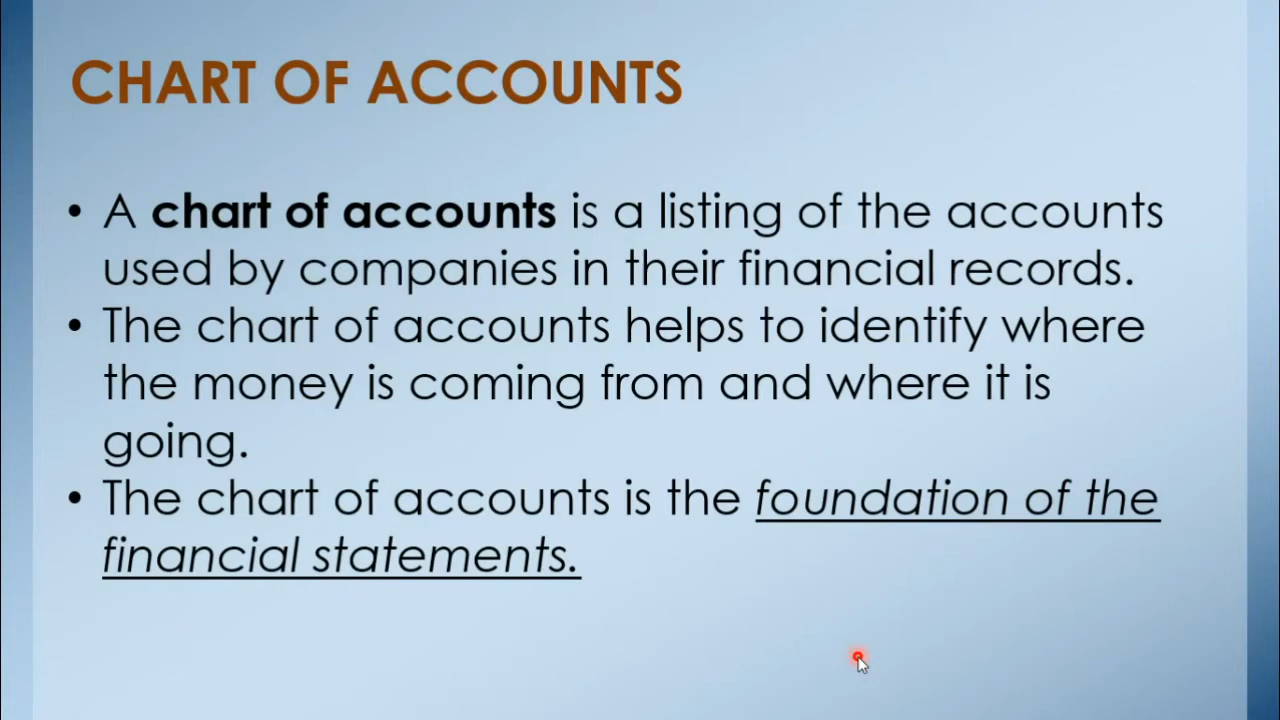 CHART OF ACCOUNTS
• A chart of accounts is a listing of the accounts
used by companies in their financial records.
• The chart of accounts helps to identify where
the money is coming from and where it is
going.
• The chart of accounts is the foundation of the
financial statements.